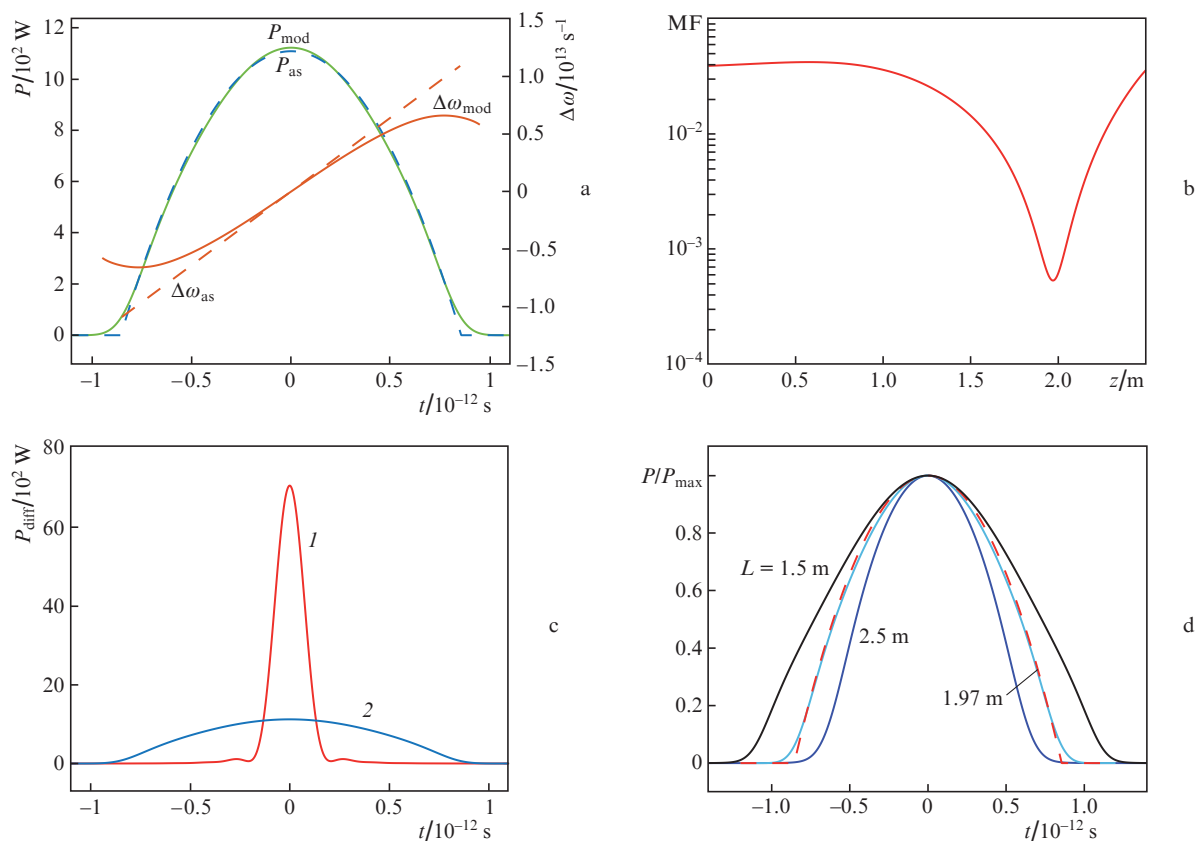 P/10² W
12
10
8
6
4
2
0
P_mod
P_as
Δω_mod
Δω_as
1.5
1.0
0.5
0
−0.5
−1.0
−1.5
Δω/10¹³ s⁻¹
−1
−0.5
0
0.5
1
t/10⁻¹² s
a
MF
10⁻²
10⁻³
10⁻⁴
0
0.5
1.0
1.5
2.0
z/m
b
P_diff/10² W
80
60
40
20
0
1
2
−1
−0.5
0
0.5
1
t/10⁻¹² s
c
P/P_max
0.8
0.6
0.4
0.2
0
L = 1.5 m
2.5 m
1.97 m
−1.0
−0.5
0
0.5
1.0
t/10⁻¹² s
d